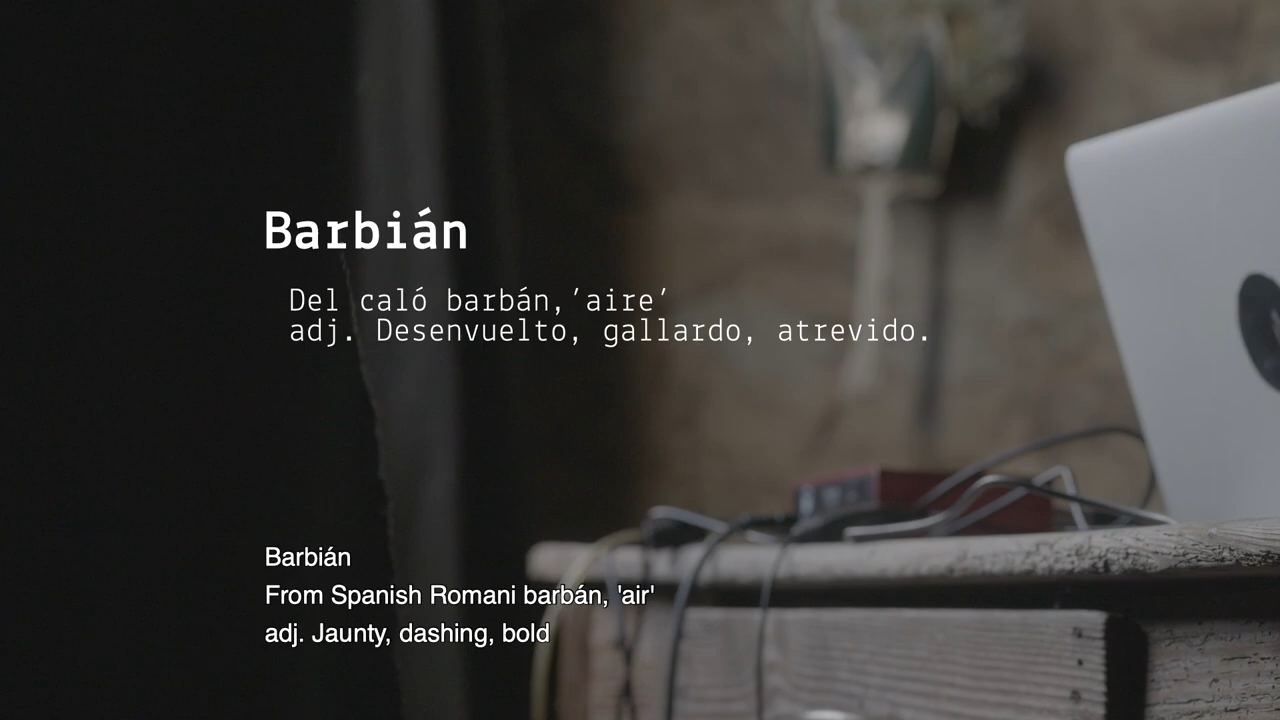 Barbián
Del caló barbán,'aire'
adj. Desenvuelto, gallardo, atrevido.
Barbián
From Spanish Romani barbán, 'air'
adj. Jaunty, dashing, bold